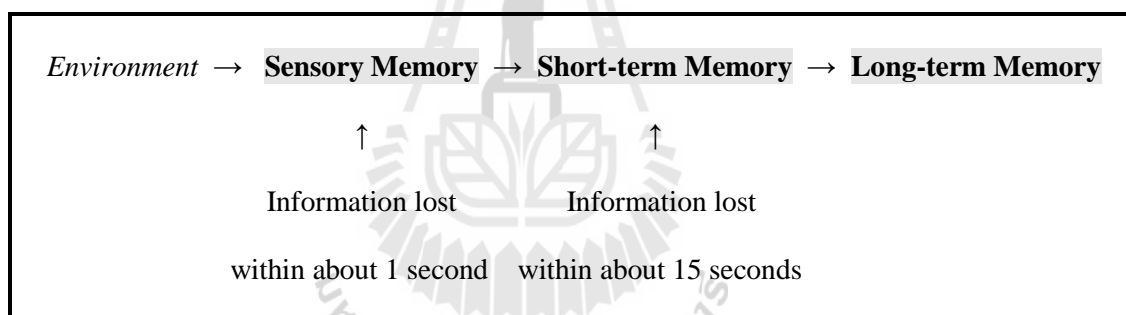 Environment → Sensory Memory → Short-term Memory → Long-term Memory
↑ ↑
Information lost Information lost
within about 1 second within about 15 seconds